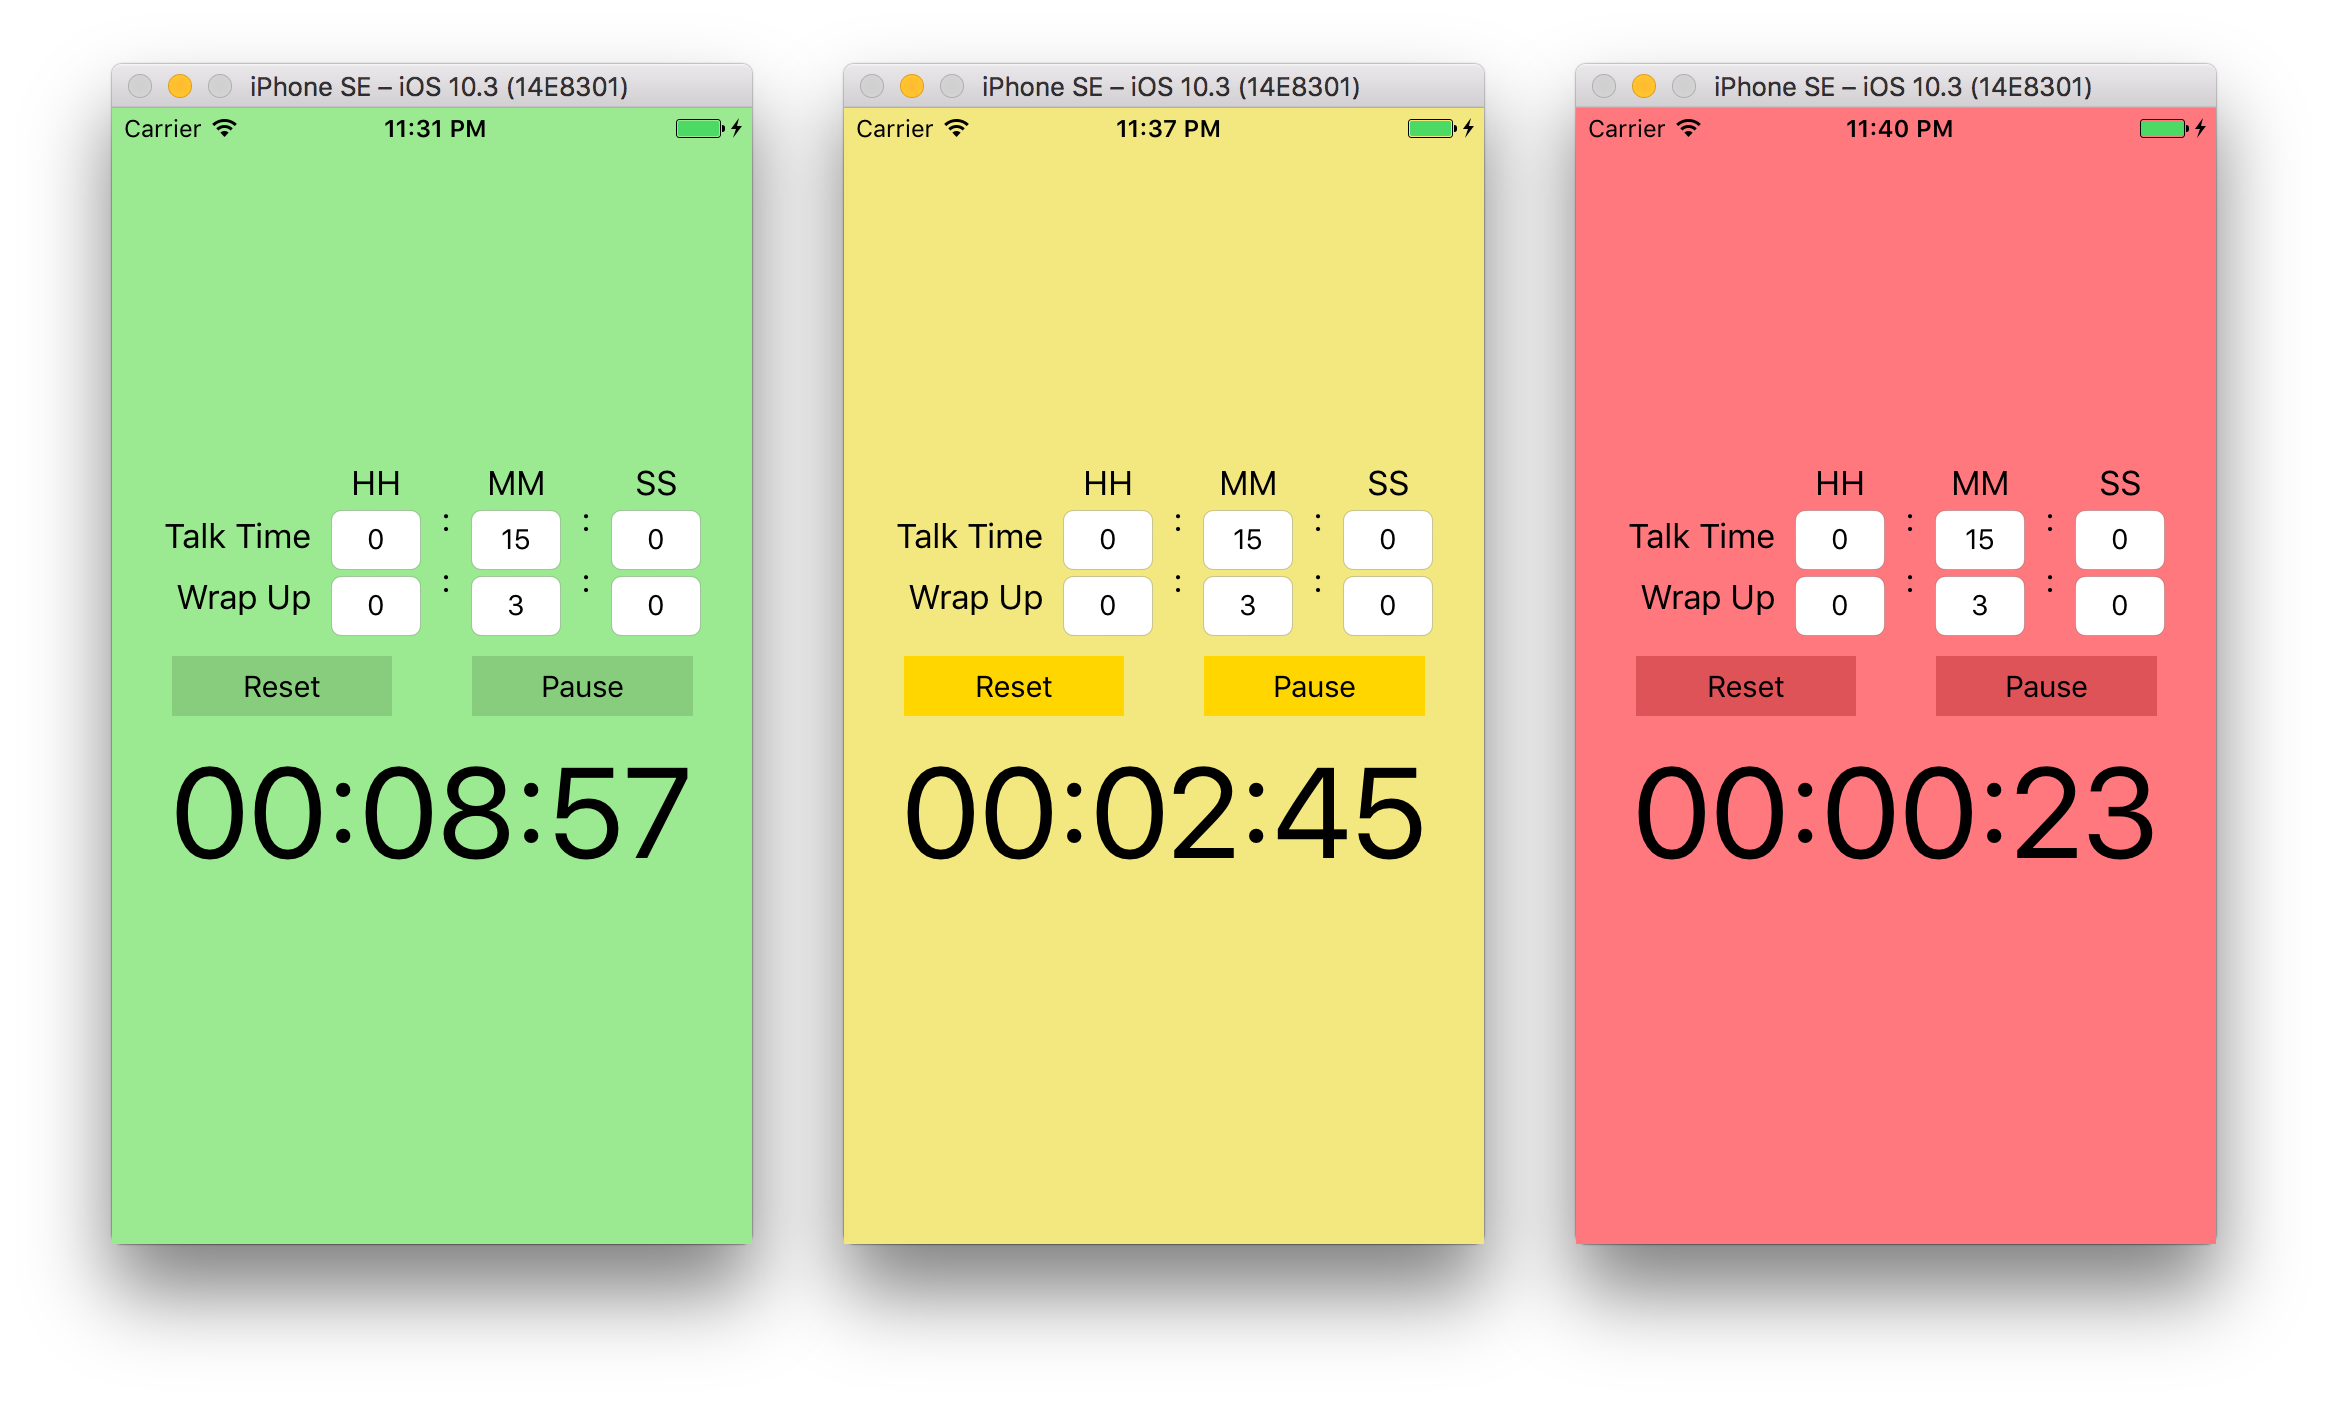 iPhone SE – iOS 10.3 (14E8301)
Carrier 11:31 PM
HH MM SS
Talk Time 0 : 15 : 0
Wrap Up 0 : 3 : 0
Reset Pause
00:08:57
iPhone SE – iOS 10.3 (14E8301)
Carrier 11:37 PM
HH MM SS
Talk Time 0 : 15 : 0
Wrap Up 0 : 3 : 0
Reset Pause
00:02:45
iPhone SE – iOS 10.3 (14E8301)
Carrier 11:40 PM
HH MM SS
Talk Time 0 : 15 : 0
Wrap Up 0 : 3 : 0
Reset Pause
00:00:23